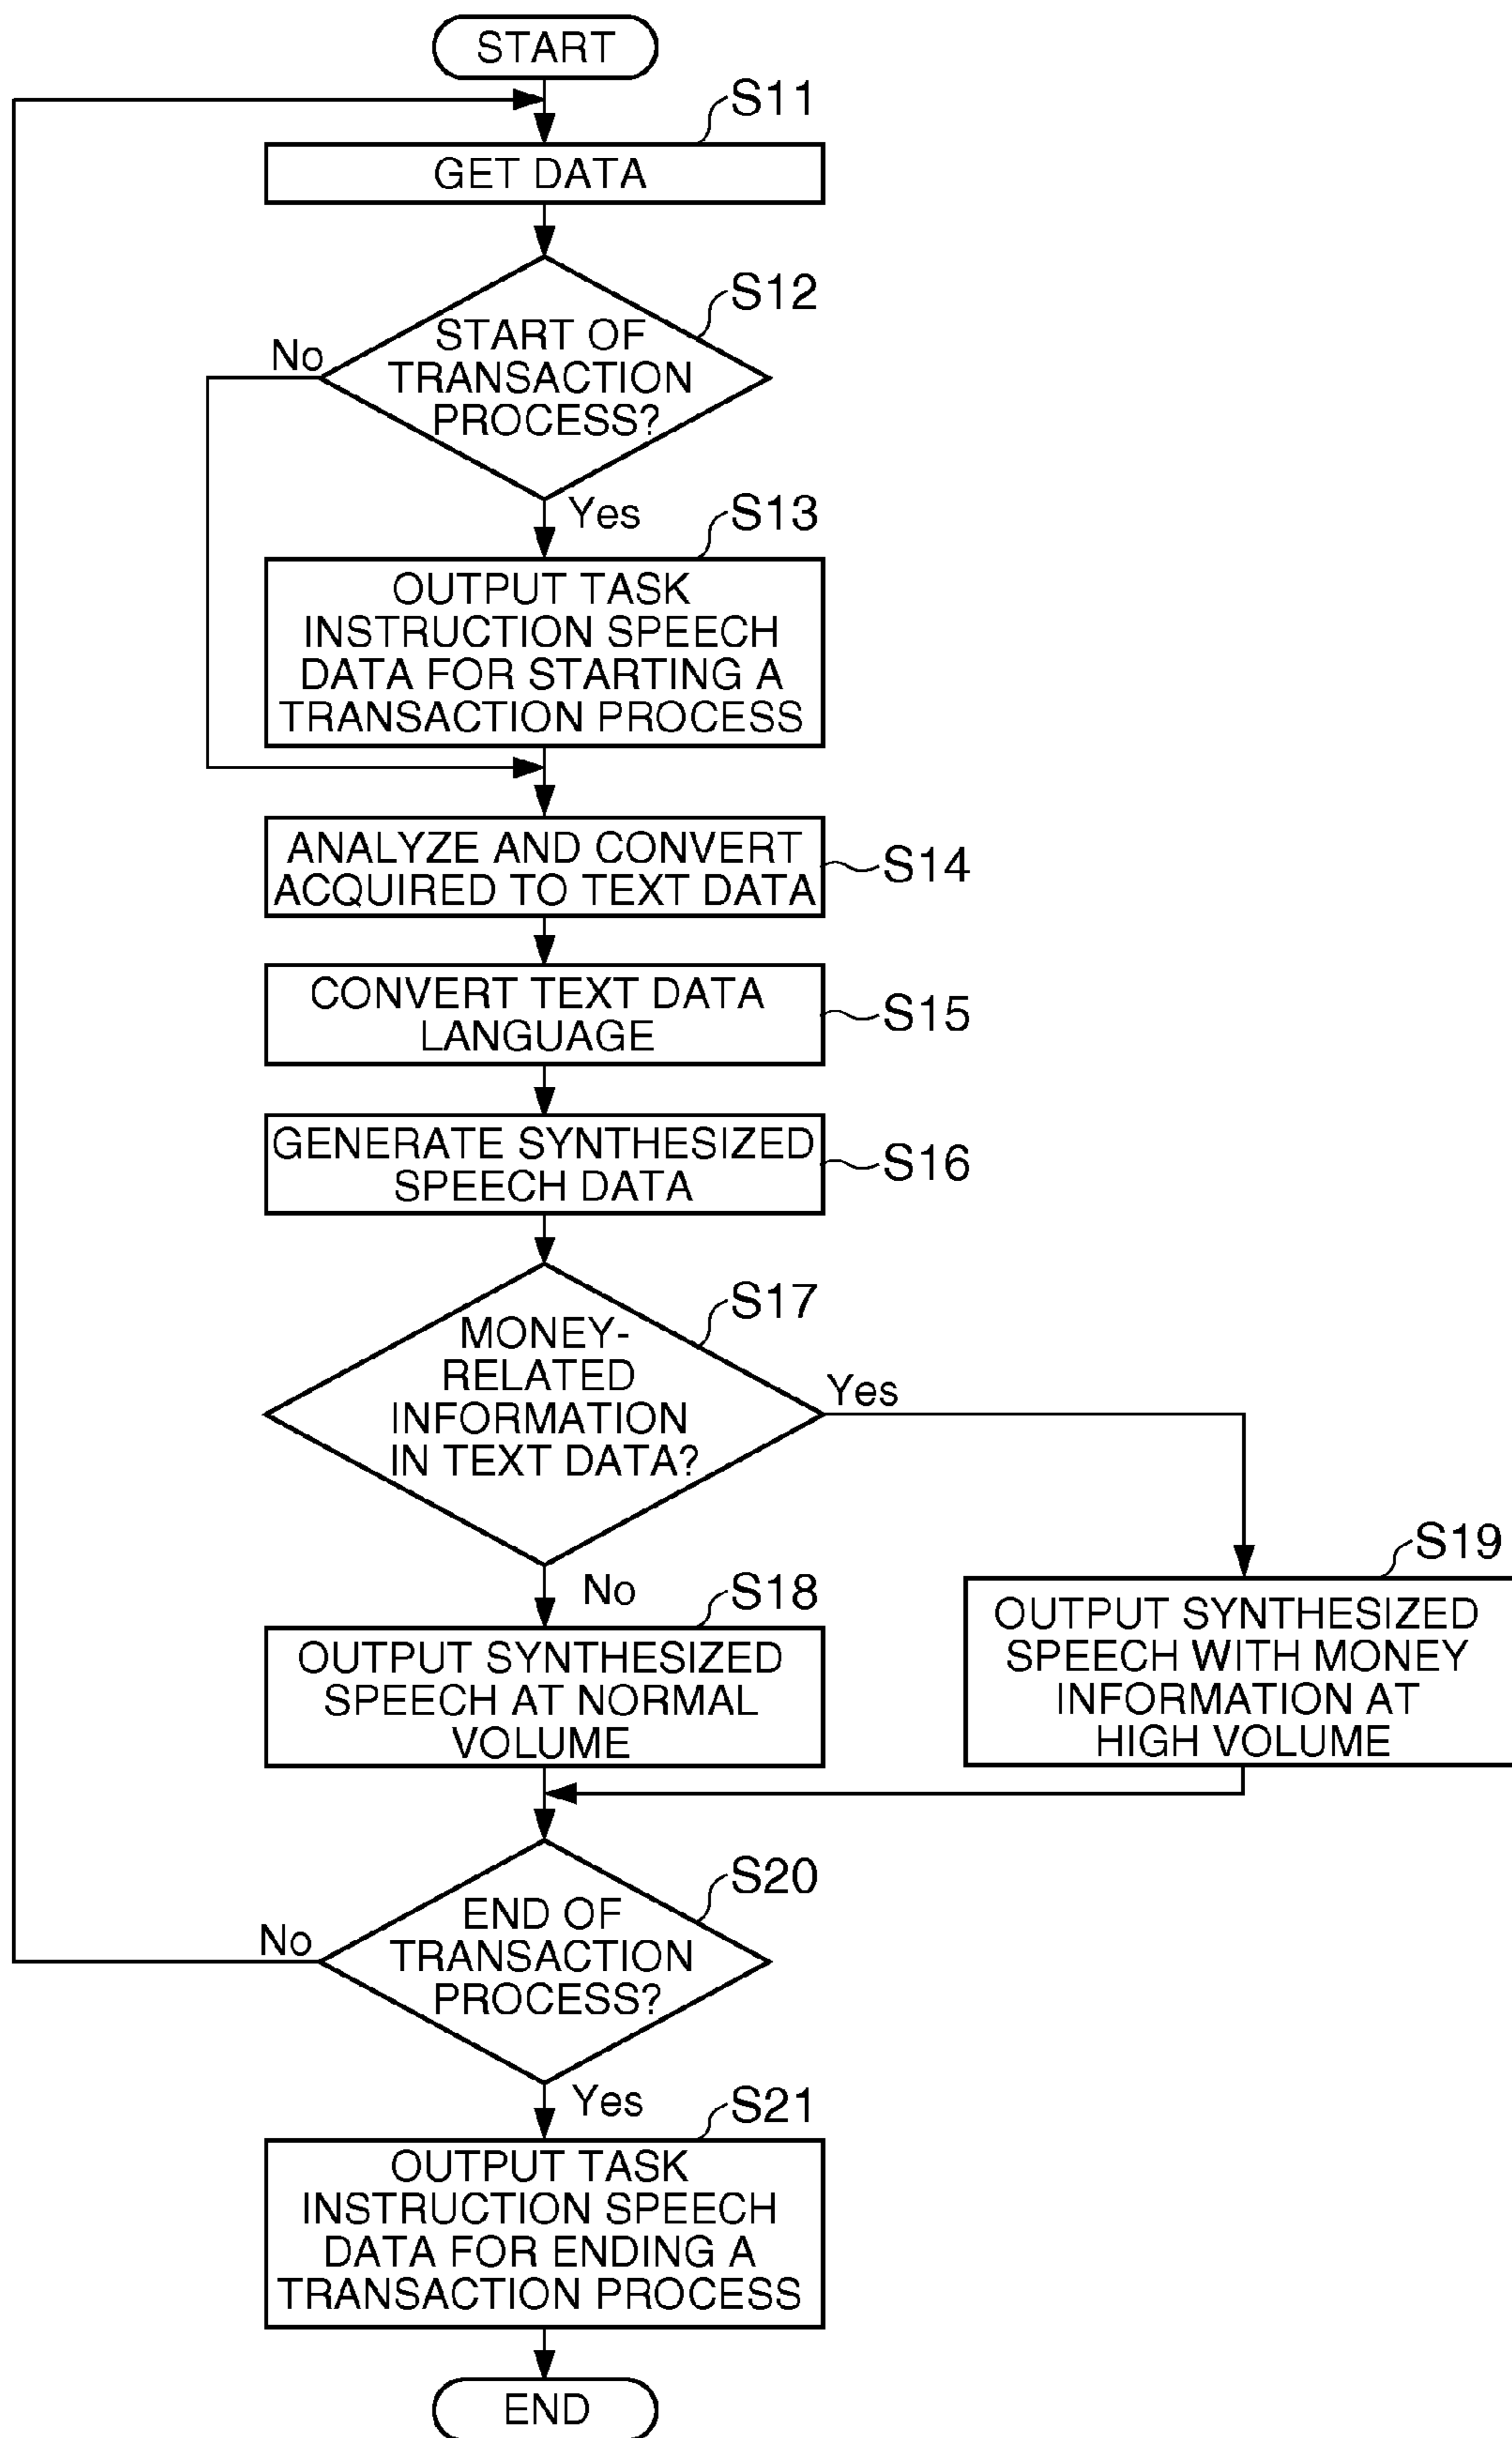 START
S11
GET DATA
S12
START OF
TRANSACTION
PROCESS?
No
Yes
S13
OUTPUT TASK
INSTRUCTION SPEECH
DATA FOR STARTING A
TRANSACTION PROCESS
ANALYZE AND CONVERT
ACQUIRED TO TEXT DATA
S14
CONVERT TEXT DATA
LANGUAGE
S15
GENERATE SYNTHESIZED
SPEECH DATA
S16
S17
MONEY-
RELATED
INFORMATION
IN TEXT DATA?
Yes
No
S18
OUTPUT SYNTHESIZED
SPEECH AT NORMAL
VOLUME
S19
OUTPUT SYNTHESIZED
SPEECH WITH MONEY
INFORMATION AT
HIGH VOLUME
S20
END OF
TRANSACTION
PROCESS?
No
Yes
S21
OUTPUT TASK
INSTRUCTION SPEECH
DATA FOR ENDING A
TRANSACTION PROCESS
END